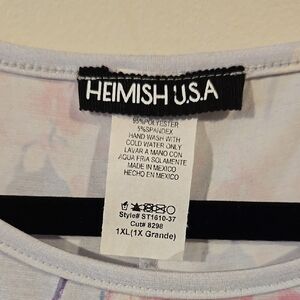 HEIMISH U.S.A
95%POLYESTER
5%SPANDEX
HAND WASH WITH
COLD WATER ONLY
LAVAR A MANO CON
AQUA FRIA SOLAMENTE
MADE IN MEXICO
HECHO EN MEXICO
Style# ST1610-37
Cut# 8298
1XL(1X Grande)